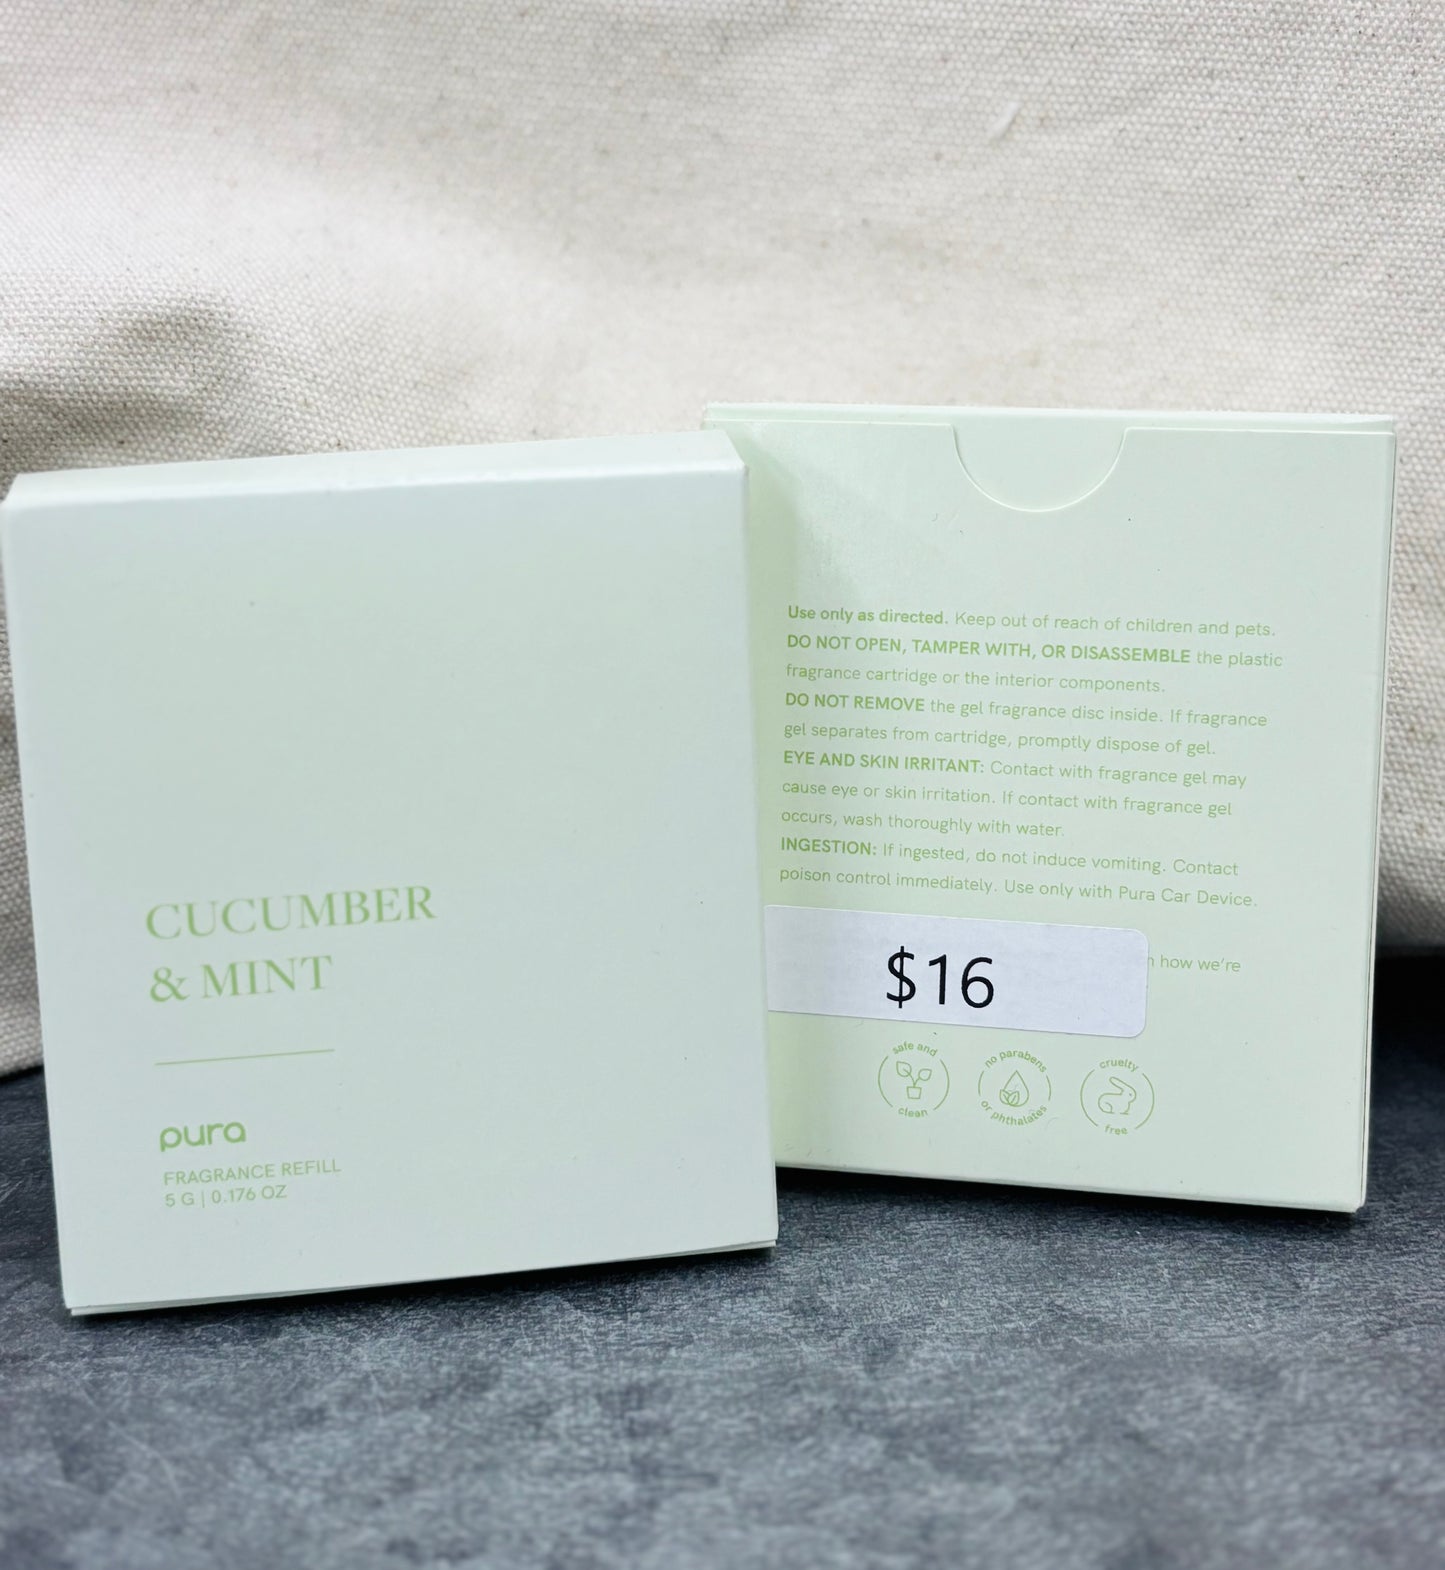 CUCUMBER
& MINT
pura
FRAGRANCE REFILL
5 G | 0.176 OZ
Use only as directed. Keep out of reach of children and pets.
DO NOT OPEN, TAMPER WITH, OR DISASSEMBLE the plastic
fragrance cartridge or the interior components.
DO NOT REMOVE the gel fragrance disc inside. If fragrance
gel separates from cartridge, promptly dispose of gel.
EYE AND SKIN IRRITANT: Contact with fragrance gel may
cause eye or skin irritation. If contact with fragrance gel
occurs, wash thoroughly with water.
INGESTION: If ingested, do not induce vomiting. Contact
poison control immediately. Use only with Pura Car Device.
how we're
$16
safe and
clean
no parabens
or phthalates
cruelty
free